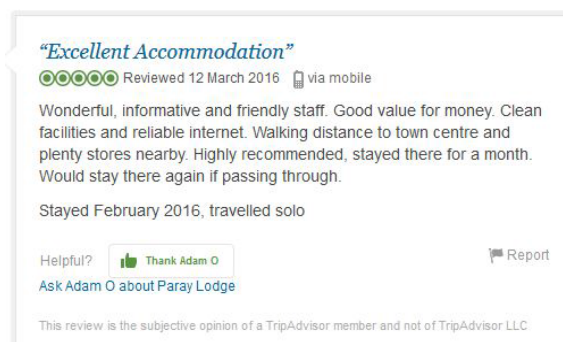 “Excellent Accommodation”
Reviewed 12 March 2016 via mobile
Wonderful, informative and friendly staff. Good value for money. Clean
facilities and reliable internet. Walking distance to town centre and
plenty stores nearby. Highly recommended, stayed there for a month.
Would stay there again if passing through.
Stayed February 2016, travelled solo
Helpful? Thank Adam O Report
Ask Adam O about Paray Lodge
This review is the subjective opinion of a TripAdvisor member and not of TripAdvisor LLC